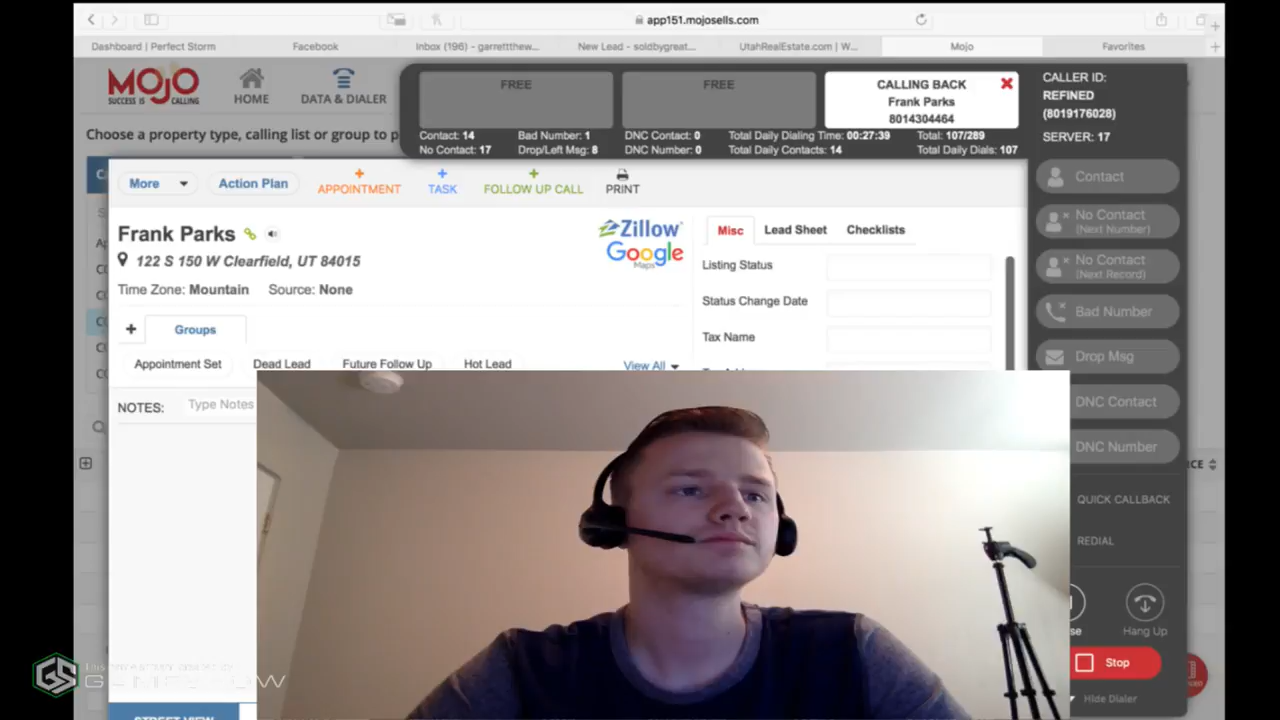 app151.mojosells.com
Dashboard | Perfect Storm
Facebook
Inbox (196) - garrettthew...
New Lead - soldbygreat...
UtahRealEstate.com | W...
Mojo
Favorites
MOJO
SUCCESS IS CALLING
HOME
DATA & DIALER
Choose a property type, calling list or group to p
FREE
FREE
CALLING BACK
Frank Parks
8014304464
Contact: 14
Bad Number: 1
DNC Contact: 0
Total Daily Dialing Time: 00:27:39
Total: 107/289
No Contact: 17
Drop/Left Msg: 8
DNC Number: 0
Total Daily Contacts: 14
Total Daily Dials: 107
CALLER ID:
REFINED
(8019176028)
SERVER: 17
Contact
No Contact
(Next Number)
No Contact
(Next Record)
Bad Number
Drop Msg
DNC Contact
DNC Number
QUICK CALLBACK
REDIAL
se
Hang Up
Stop
Hide Dialer
More
Action Plan
APPOINTMENT
TASK
FOLLOW UP CALL
PRINT
Frank Parks
122 S 150 W Clearfield, UT 84015
Time Zone: Mountain
Source: None
Zillow
Google
Maps
Misc
Lead Sheet
Checklists
Listing Status
Status Change Date
Tax Name
Groups
Appointment Set
Dead Lead
Future Follow Up
Hot Lead
View All
NOTES:
Type Notes
ICE
GS